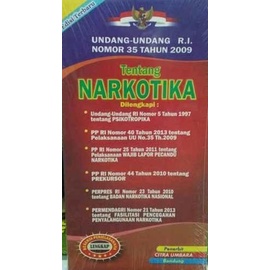 Edisi Terbaru
UNDANG-UNDANG R.I.
NOMOR 35 TAHUN 2009
Tentang
NARKOTIKA
Dilengkapi :
Undang-Undang RI Nomor 5 Tahun 1997
tentang PSIKOTROPIKA
PP RI Nomor 40 Tahun 2013 tentang
Pelaksanaan UU No.35 Th.2009
PP RI Nomor 25 Tahun 2011 tentang
Pelaksanaan WAJIB LAPOR PECANDU
NARKOTIKA
PP RI Nomor 44 Tahun 2010 tentang
PREKURSOR
PERPRES RI Nomor 23 Tahun 2010
tentang BADAN NARKOTIKA NASIONAL
PERMENDAGRI Nomor 21 Tahun 2013
tentang FASILITASI PENCEGAHAN
PENYALAHGUNAAN NARKOTIKA
LENGKAP
Penerbit
CITRA UMBARA
Bandung